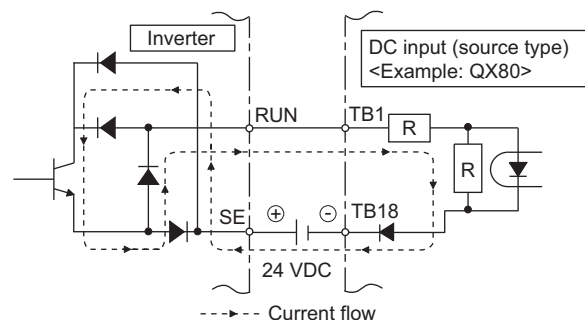 Inverter
DC input (source type)
<Example: QX80>
RUN
TB1
R
R
SE
⊕
⊖
TB18
24 VDC
Current flow